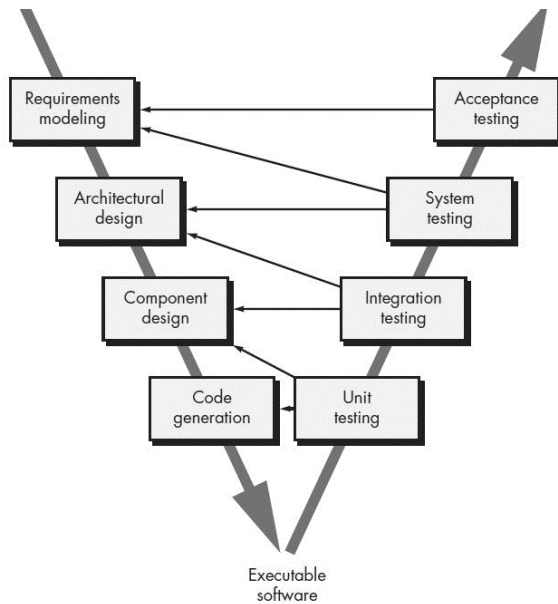 Requirements
modeling
Acceptance
testing
Architectural
design
System
testing
Component
design
Integration
testing
Code
generation
Unit
testing
Executable
software